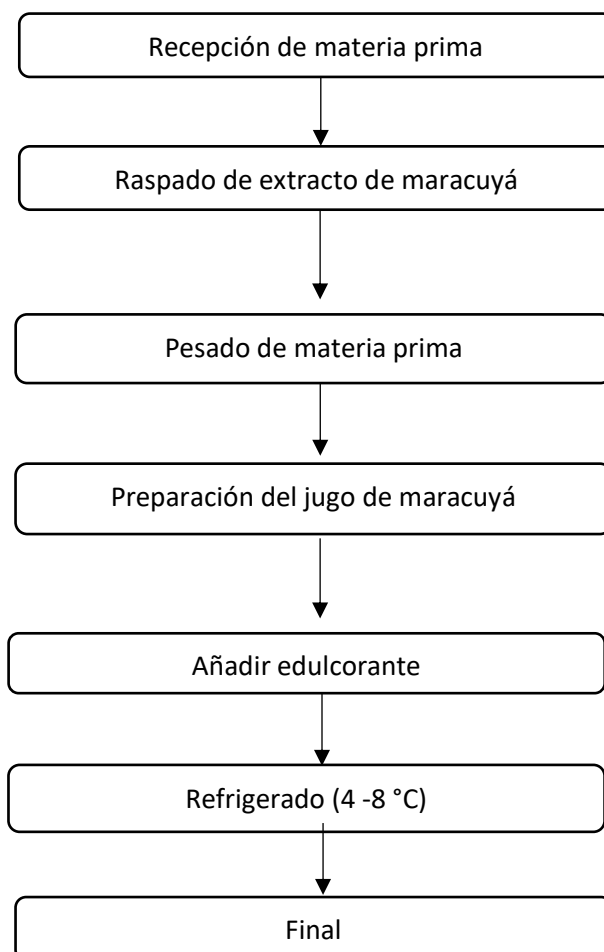 Recepción de materia prima
Raspado de extracto de maracuyá
Pesado de materia prima
Preparación del jugo de maracuyá
Añadir edulcorante
Refrigerado (4 -8 °C)
Final